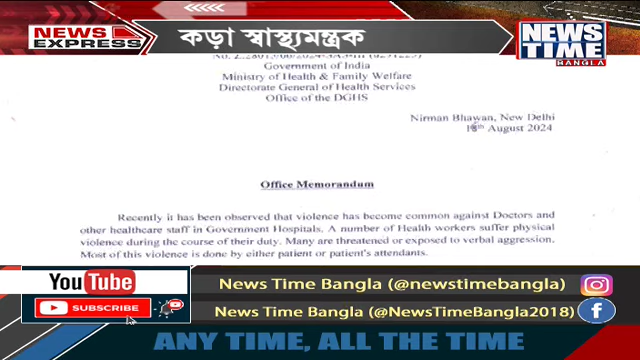 NEWS
EXPRESS
কড়া স্বাস্থ্যমন্ত্রক
NEWS
TIME
BANGLA
Government of India
Ministry of Health & Family Welfare
Directorate General of Health Services
Office of the DGHS
Nirman Bhawan, New Delhi
August 2024
Office Memorandum
Recently it has been observed that violence has become common against Doctors and
other healthcare staff in Government Hospitals. A number of Health workers suffer physical
violence during the course of their duty. Many are threatened or exposed to verbal aggression.
Most of this violence is done by either patient or patient's attendants.
YouTube
SUBSCRIBE
News Time Bangla (@newstimebangla)
News Time Bangla (@NewsTimeBangla2018)
ANY TIME, ALL THE TIME